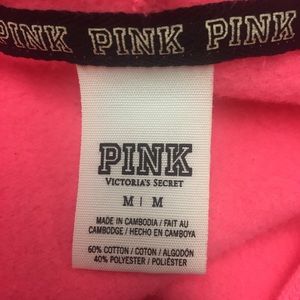 PINK PINK PINK
PINK
VICTORIA'S SECRET
M | M
MADE IN CAMBODIA / FAIT AU
CAMBODGE / HECHO EN CAMBOYA
60% COTTON / COTON / ALGODÓN
40% POLYESTER / POLIÉSTER